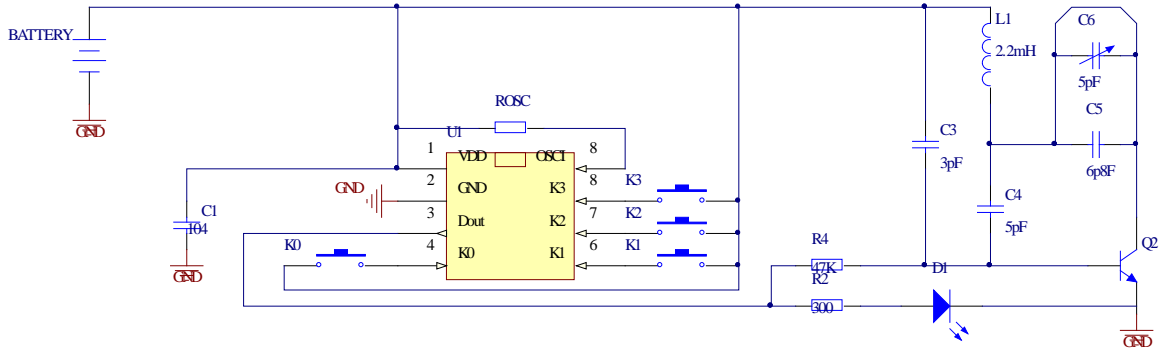 BATTERY
GND
ROSC
U1
1 VDD OSCI 8
2 GND K3 8
3 Dout K2 7
4 K0 K1 6
GND
C1
104
GND
K0
K3
K2
K1
R4
47K
R2
300
D1
C3
3pF
L1
2.2mH
C4
5pF
C6
5pF
C5
6p8F
Q2
GND